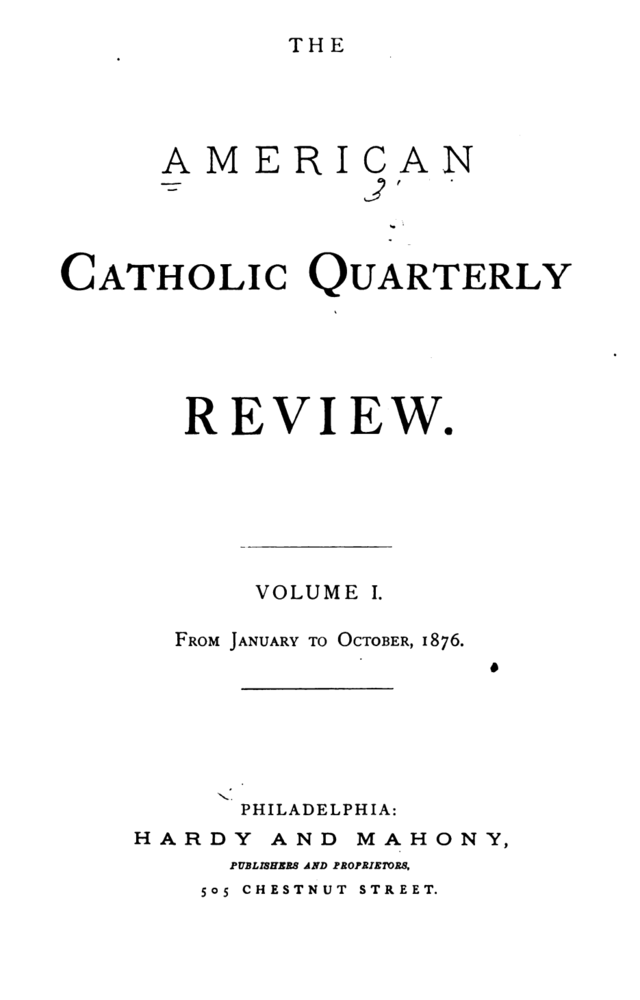 THE
AMERICAN
3
CATHOLIC QUARTERLY
REVIEW.
VOLUME I.
FROM JANUARY TO OCTOBER, 1876.
PHILADELPHIA:
HARDY AND MAHONY,
PUBLISHERS AND PROPRIETORS,
505 CHESTNUT STREET.